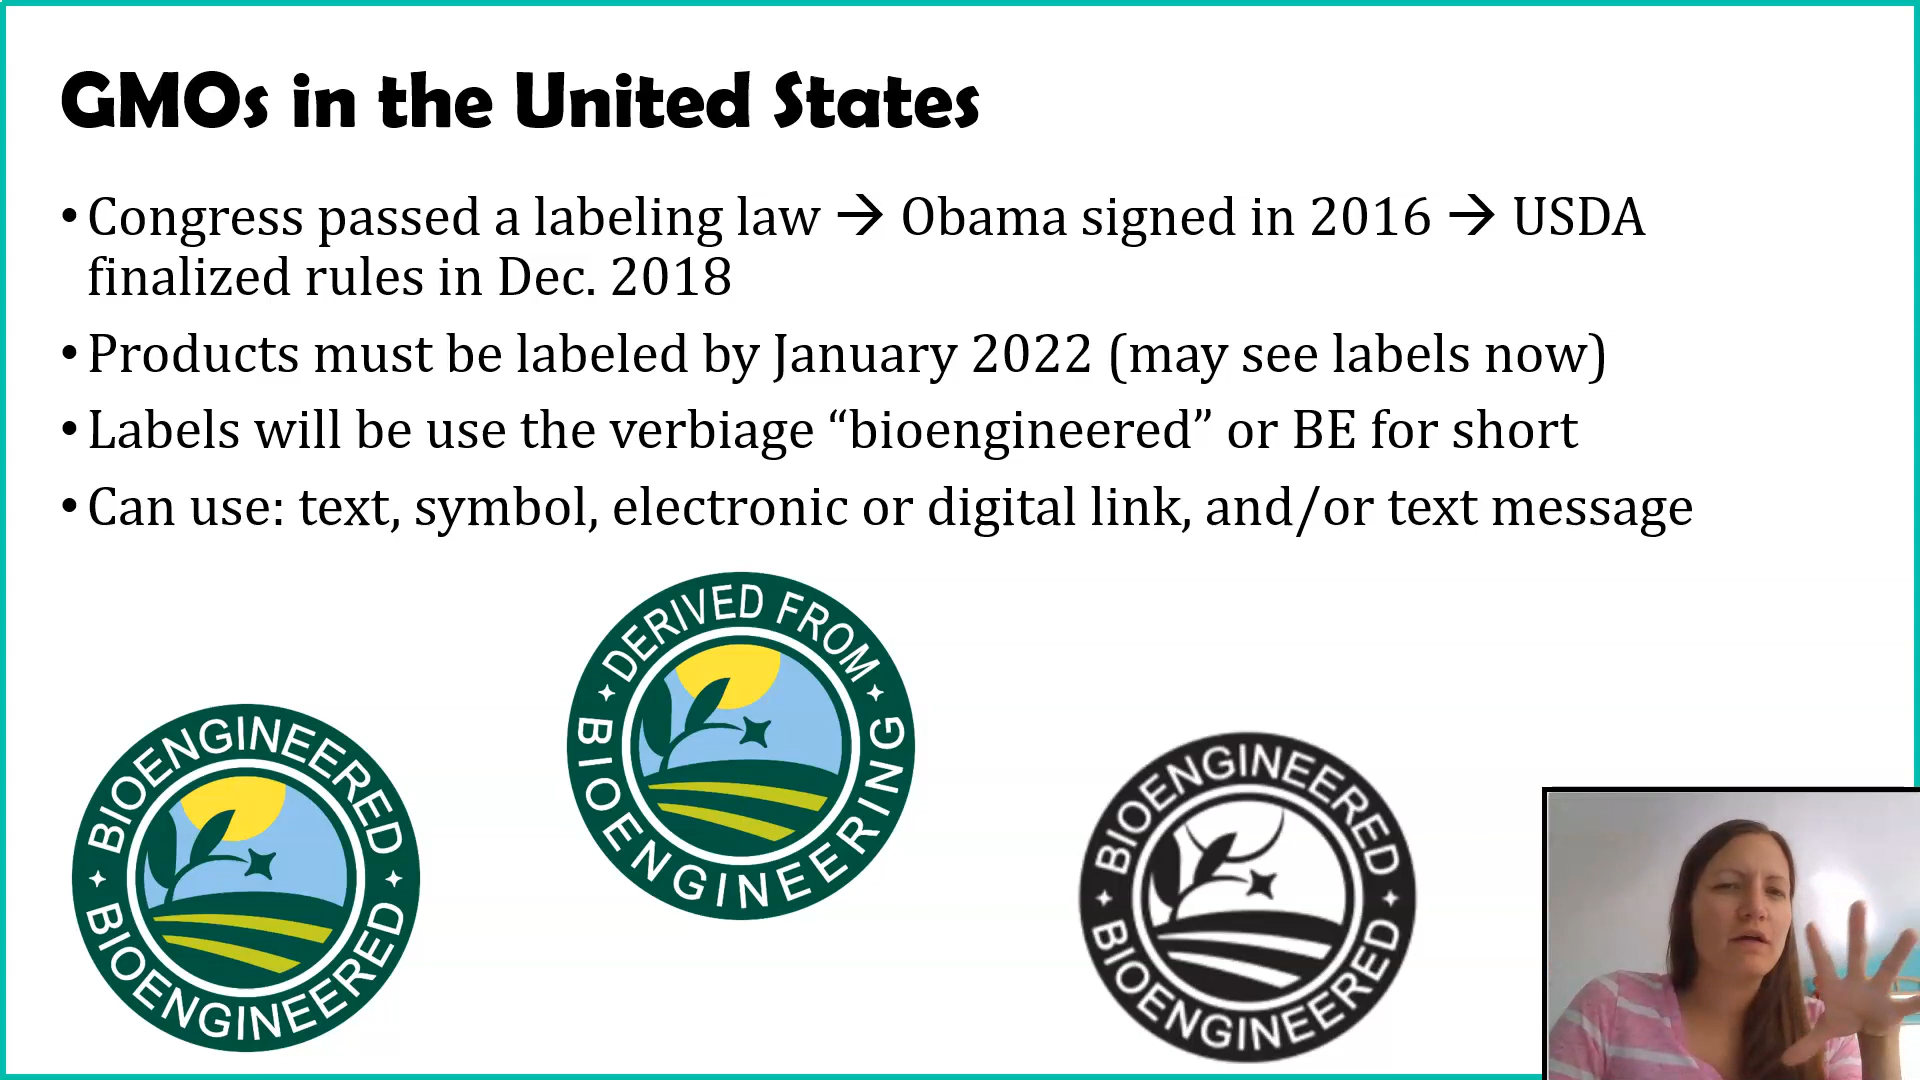 GMOs in the United States
• Congress passed a labeling law → Obama signed in 2016 → USDA
finalized rules in Dec. 2018
• Products must be labeled by January 2022 (may see labels now)
• Labels will be use the verbiage “bioengineered” or BE for short
• Can use: text, symbol, electronic or digital link, and/or text message
BIOENGINEERED
BIOENGINEERED
DERIVED FROM
BIOENGINEERING
BIOENGINEERED
BIOENGINEERED